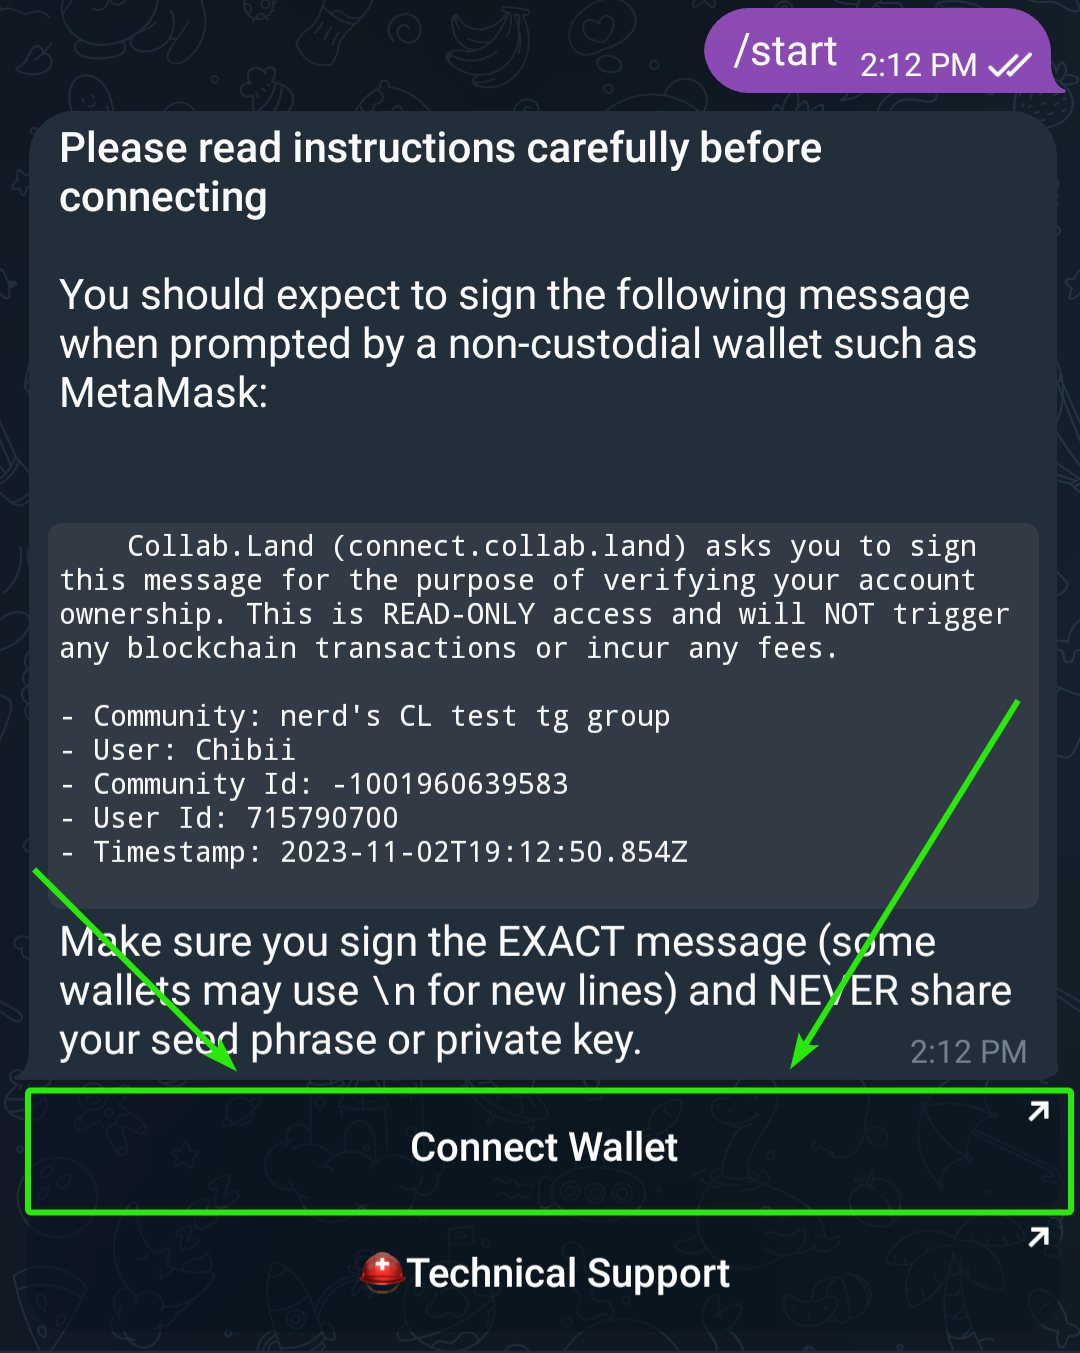 /start 2:12 PM
Please read instructions carefully before
connecting
You should expect to sign the following message
when prompted by a non-custodial wallet such as
MetaMask:
Collab.Land (connect.collab.land) asks you to sign
this message for the purpose of verifying your account
ownership. This is READ-ONLY access and will NOT trigger
any blockchain transactions or incur any fees.
- Community: nerd's CL test tg group
- User: Chibii
- Community Id: -1001960639583
- User Id: 715790700
- Timestamp: 2023-11-02T19:12:50.854Z
Make sure you sign the EXACT message (some
wallets may use \n for new lines) and NEVER share
your seed phrase or private key.
2:12 PM
Connect Wallet
Technical Support